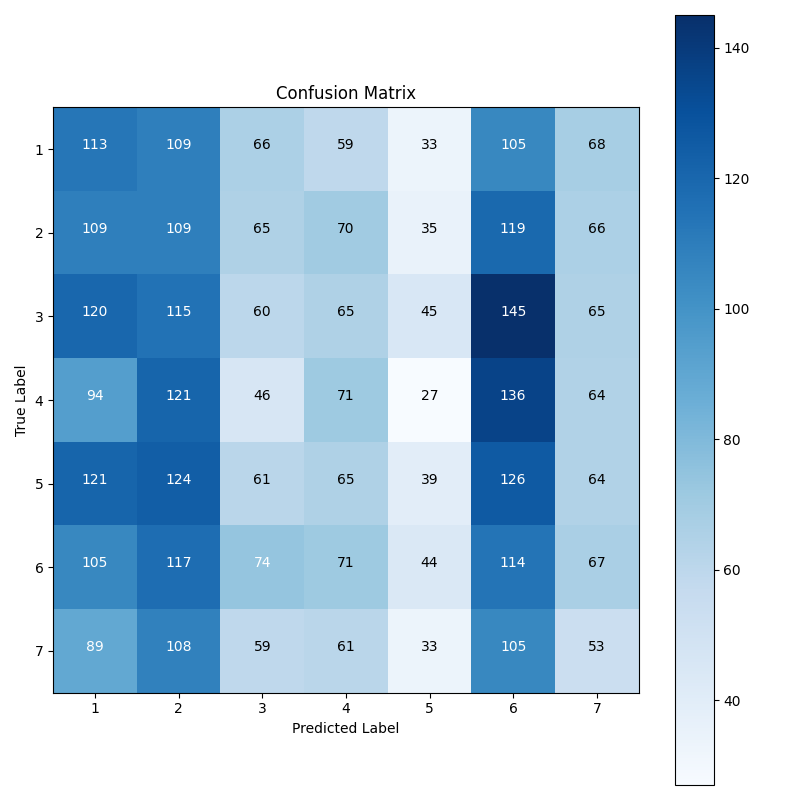 Confusion Matrix
True Label
1 113 109 66 59 33 105 68
2 109 109 65 70 35 119 66
3 120 115 60 65 45 145 65
4 94 121 46 71 27 136 64
5 121 124 61 65 39 126 64
6 105 117 74 71 44 114 67
7 89 108 59 61 33 105 53
1 2 3 4 5 6 7
Predicted Label
140
120
100
80
60
40